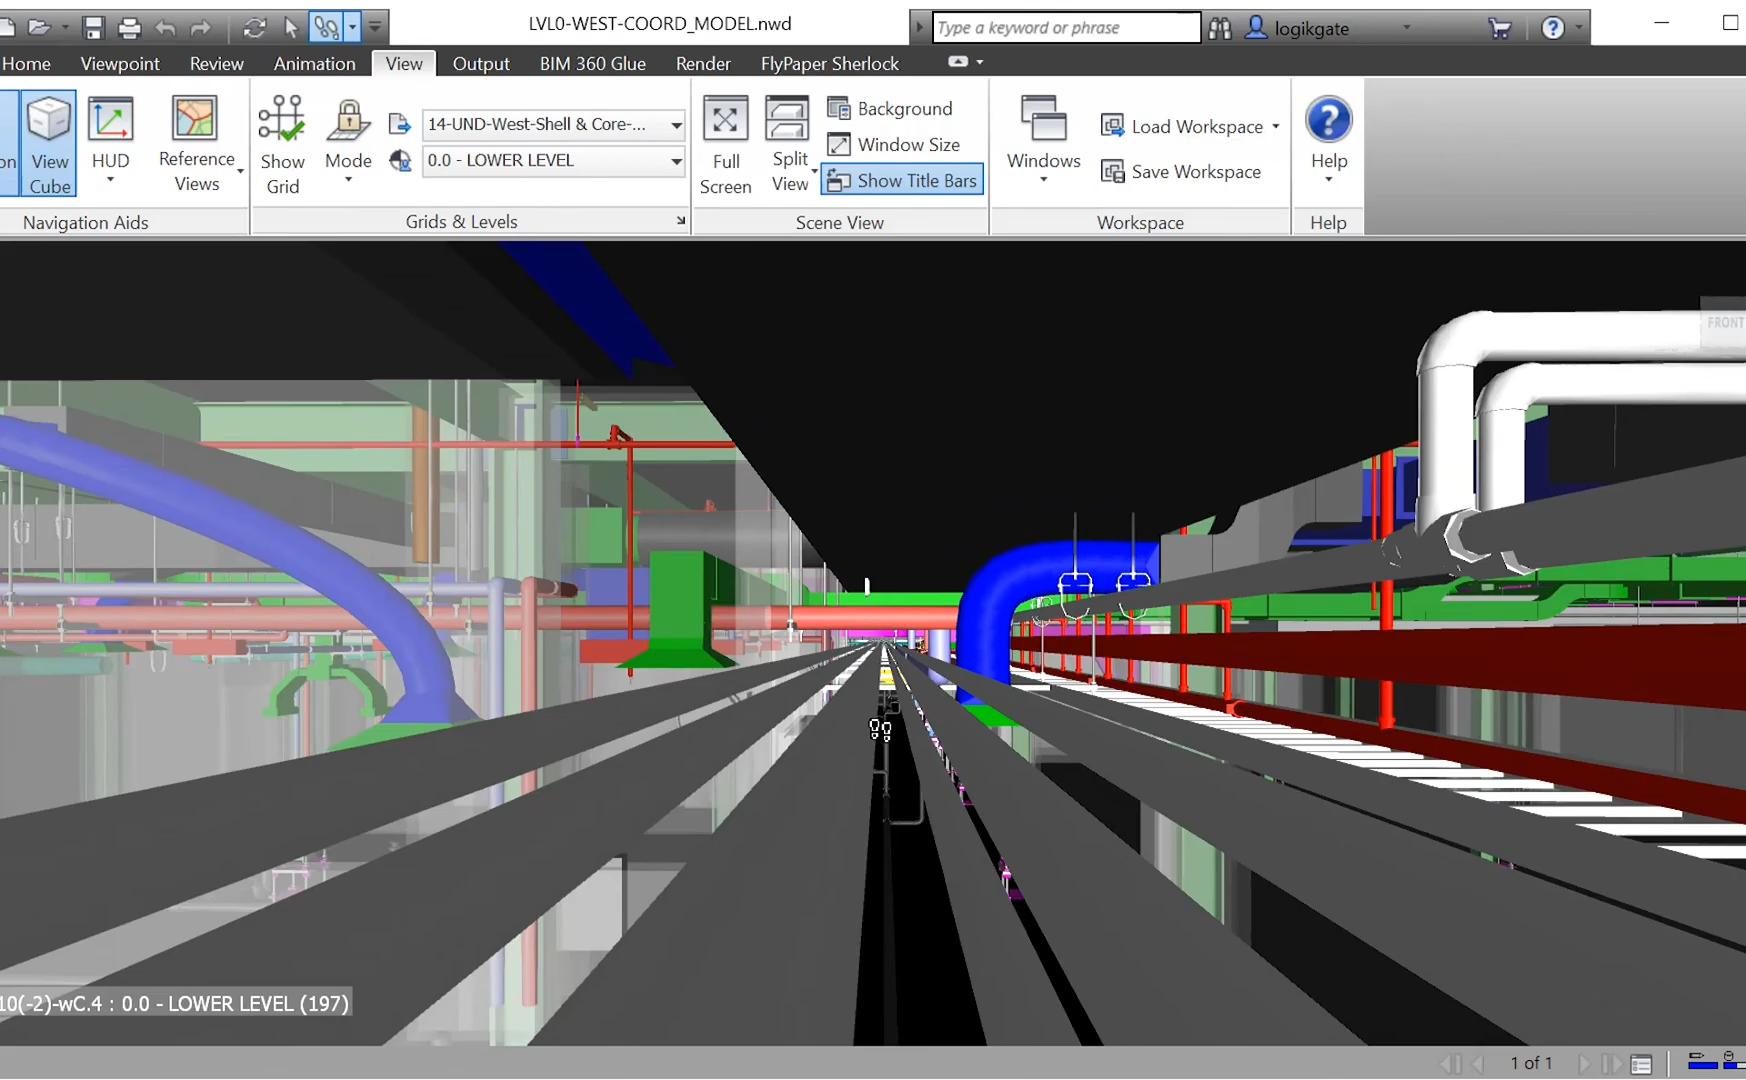 LVL0-WEST-COORD_MODEL.nwd
Type a keyword or phrase
logikgate
Home Viewpoint Review Animation View Output BIM 360 Glue Render FlyPaper Sherlock
on
View
Cube
HUD
Reference
Views
Navigation Aids
Show
Grid
Mode
14-UND-West-Shell & Core-...
0.0 - LOWER LEVEL
Grids & Levels
Full
Screen
Split
View
Background
Window Size
Show Title Bars
Scene View
Windows
Load Workspace
Save Workspace
Workspace
Help
Help
FRONT
10(-2)-wC.4 : 0.0 - LOWER LEVEL (197)
1 of 1